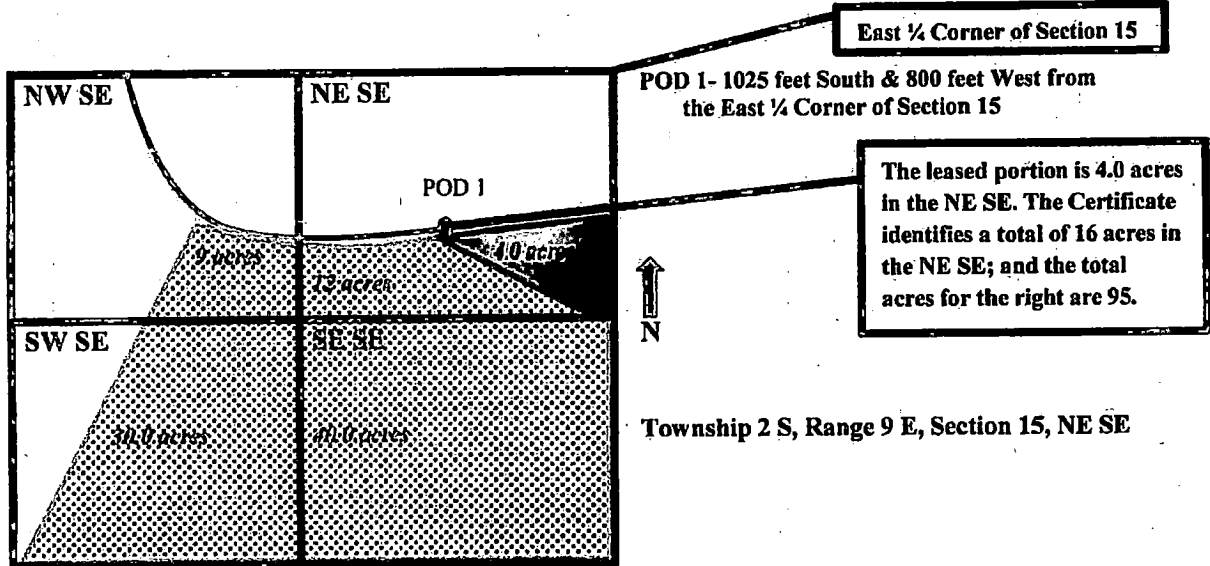 East ¼ Corner of Section 15
NW SE
NE SE
POD 1- 1025 feet South & 800 feet West from
the East ¼ Corner of Section 15
POD 1
The leased portion is 4.0 acres
in the NE SE. The Certificate
identifies a total of 16 acres in
the NE SE; and the total
acres for the right are 95.
4.0 acres
9 acres
12 acres
N
SW SE
SE SE
Township 2 S, Range 9 E, Section 15, NE SE
30.0 acres
40.0 acres